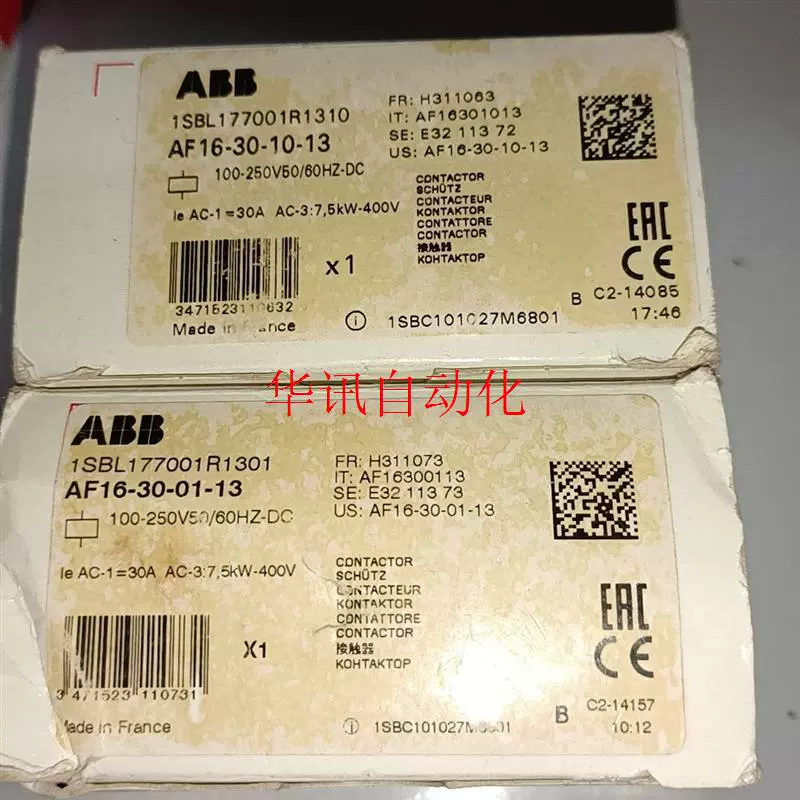 ABB
1SBL177001R1310
AF16-30-10-13
100-250V50/60HZ-DC
Ie AC-1=30A AC-3:7,5kW-400V
x1
3471523110632
Made in France
FR: H311063
IT: AF16301013
SE: E32 113 72
US: AF16-30-10-13
CONTACTOR
SCHÜTZ
CONTACTEUR
KONTAKTOR
CONTATTORE
CONTACTOR
接触器
КОНТАКТОР
EAC
CE
B C2-14085
17:46
1SBC101027M6801
华讯自动化
ABB
1SBL177001R1301
AF16-30-01-13
100-250V50/60HZ-DC
Ie AC-1=30A AC-3:7,5kW-400V
X1
3 471523 110731
Made in France
FR: H311073
IT: AF16300113
SE: E32 113 73
US: AF16-30-01-13
CONTACTOR
SCHÜTZ
CONTACTEUR
KONTAKTOR
CONTATTORE
CONTACTOR
接触器
КОНТАКТОР
EAC
CE
B C2-14157
10:12
1SBC101027M6801